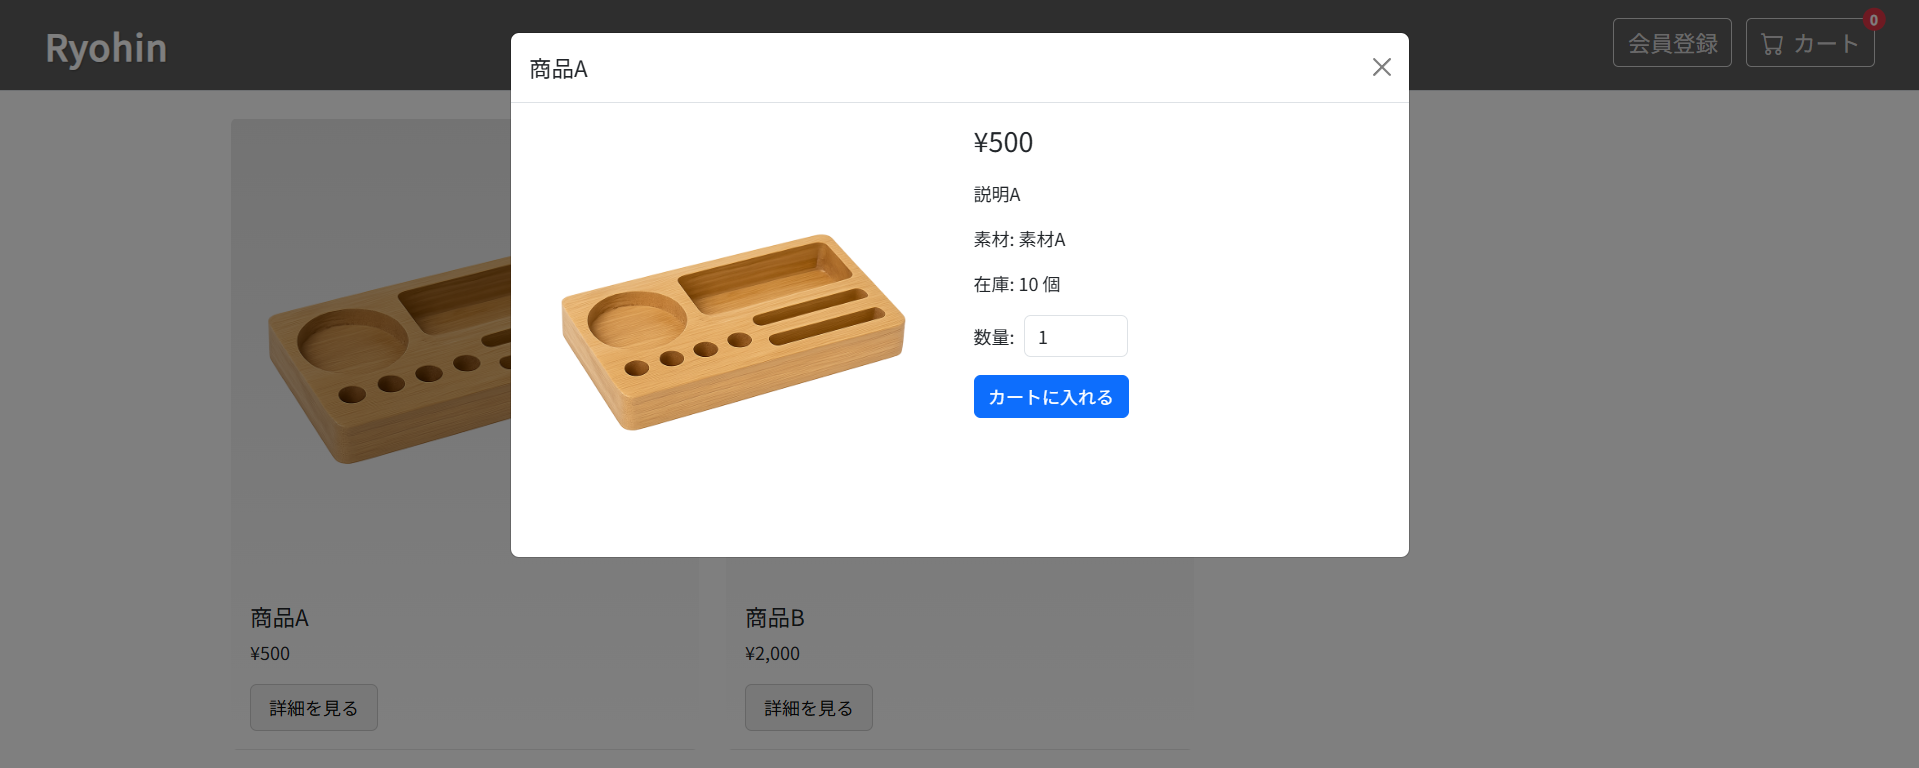 Ryohin
会員登録
カート
0
商品A
¥500
説明A
素材: 素材A
在庫: 10 個
数量: 1
カートに入れる
商品A
¥500
詳細を見る
商品B
¥2,000
詳細を見る